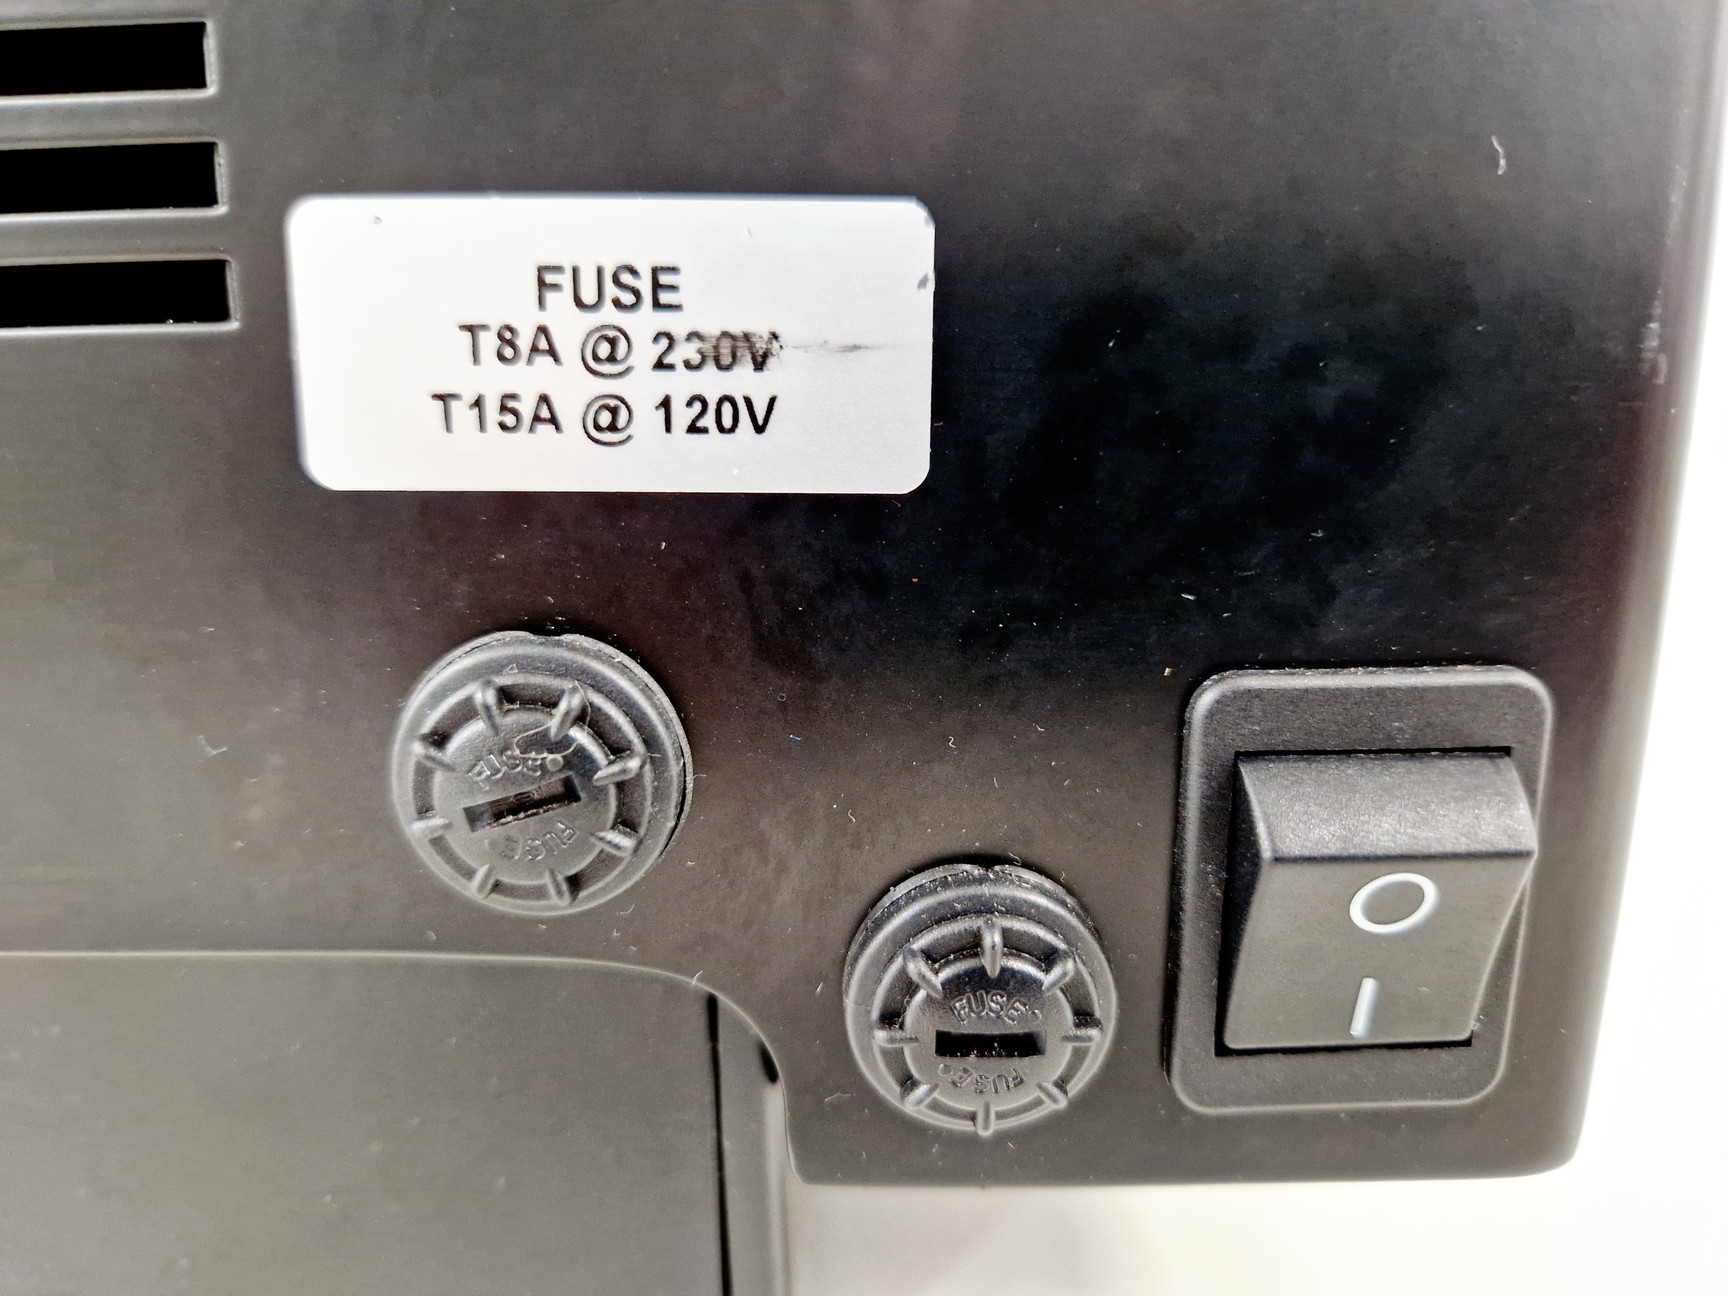 FUSE
T8A @ 230V
T15A @ 120V
FUSE
FUSE
FUSE
FUSE
O
I